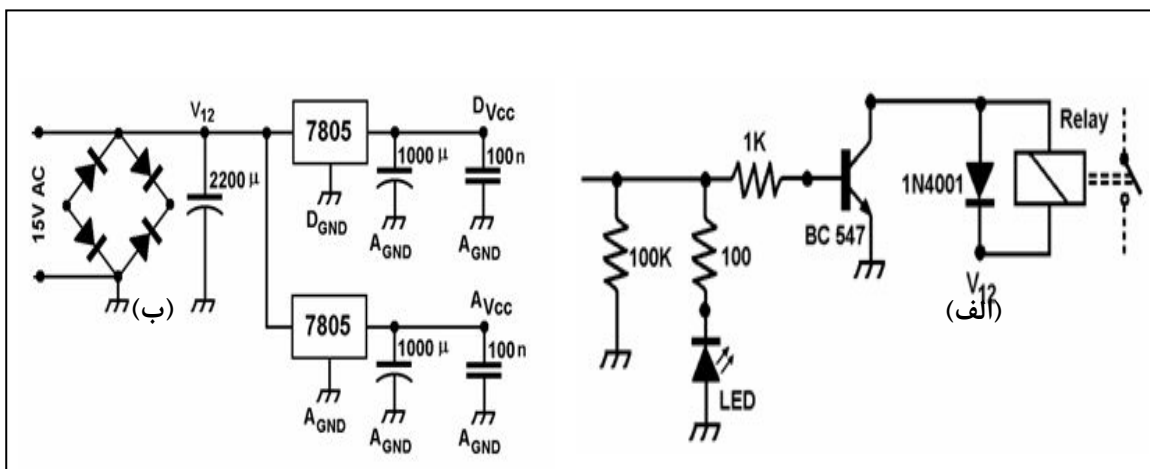 15V AC
V12
2200 µ
(ب)
7805
DGND
1000 µ
AGND
DVcc
100n
AGND
7805
AGND
1000 µ
AGND
AVcc
100n
AGND
100K
100
LED
1K
BC 547
1N4001
Relay
V12
(الف)